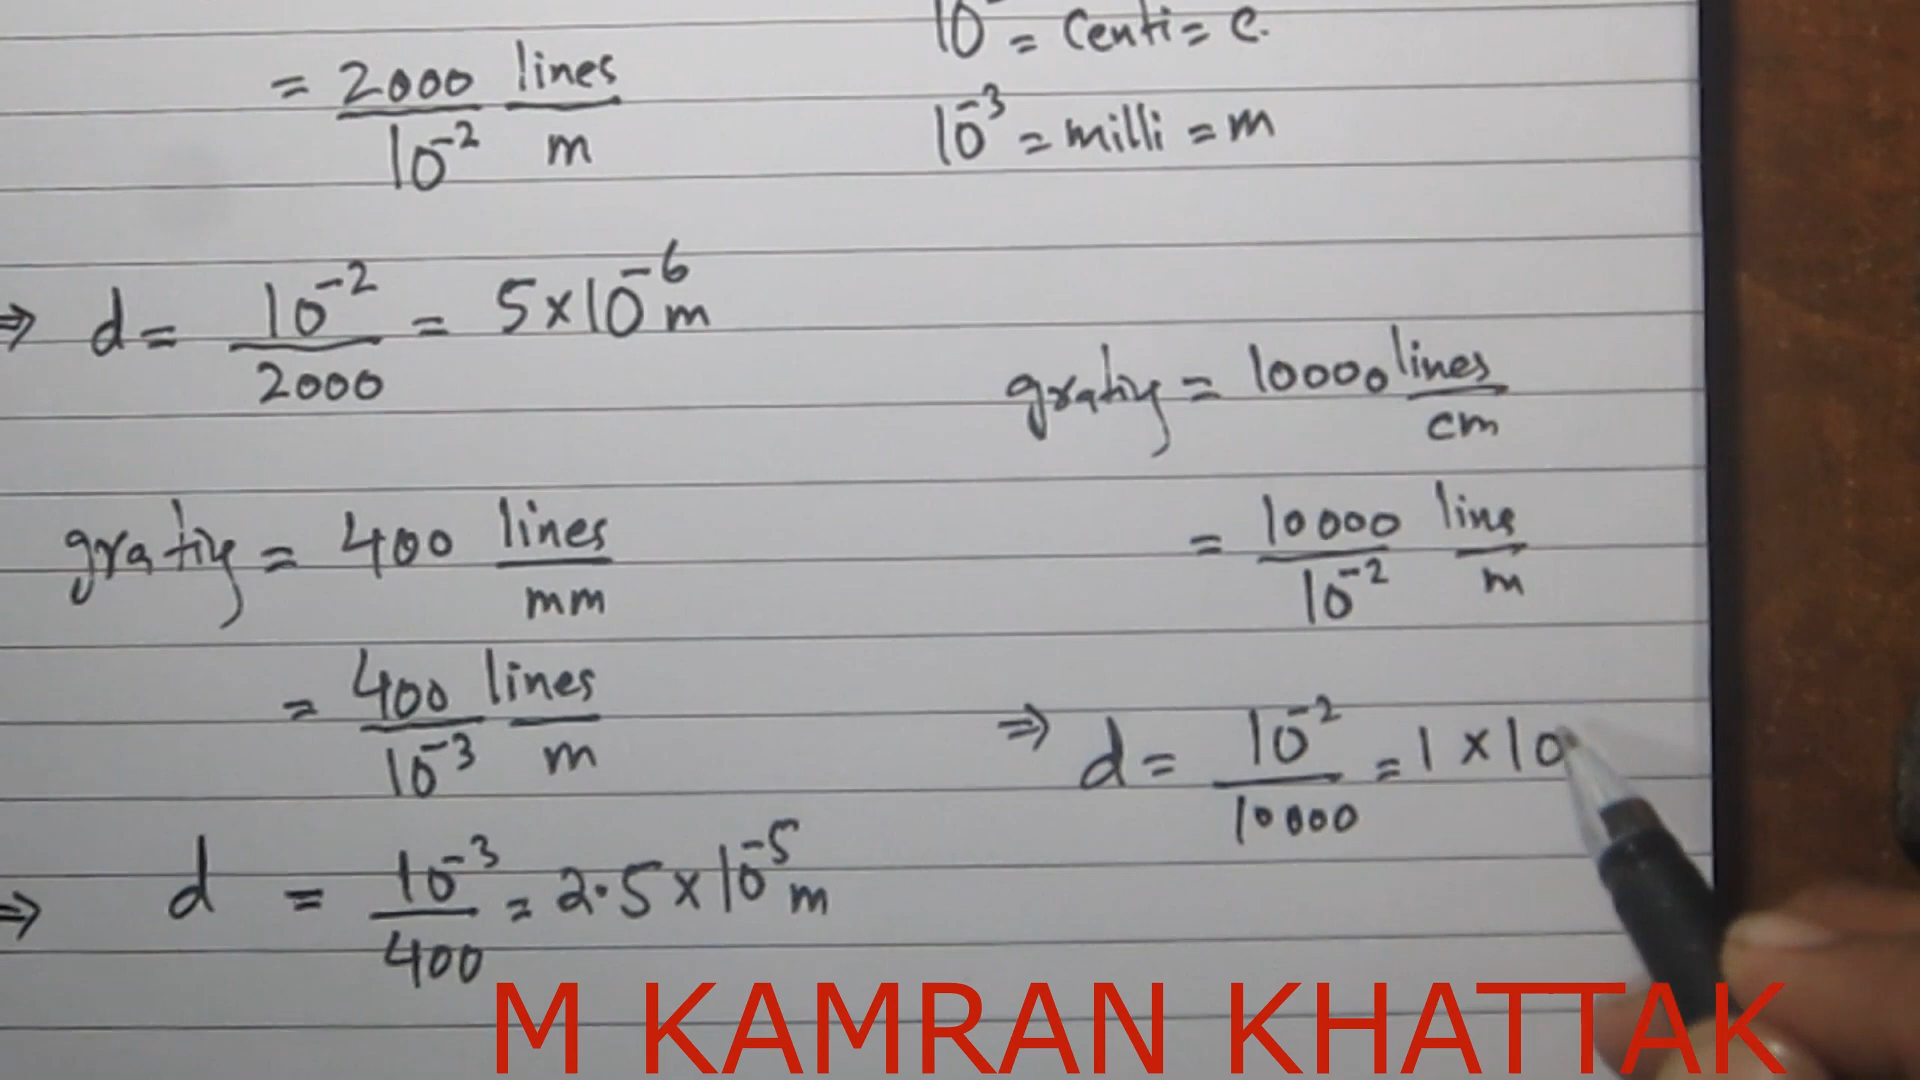 = 2000 lines
10⁻² m
⇒ d = 10⁻² = 5×10⁻⁶ m
2000
gratiy = 400 lines
mm
= 400 lines
10⁻³ m
⇒ d = 10⁻³ = 2.5×10⁻⁵ m
400
10⁻ = Centi = c.
10⁻³ = milli = m
gratiy = 10000 lines
cm
= 10000 line
10⁻² m
⇒ d = 10⁻² = 1 × 10
10000
M KAMRAN KHATTAK